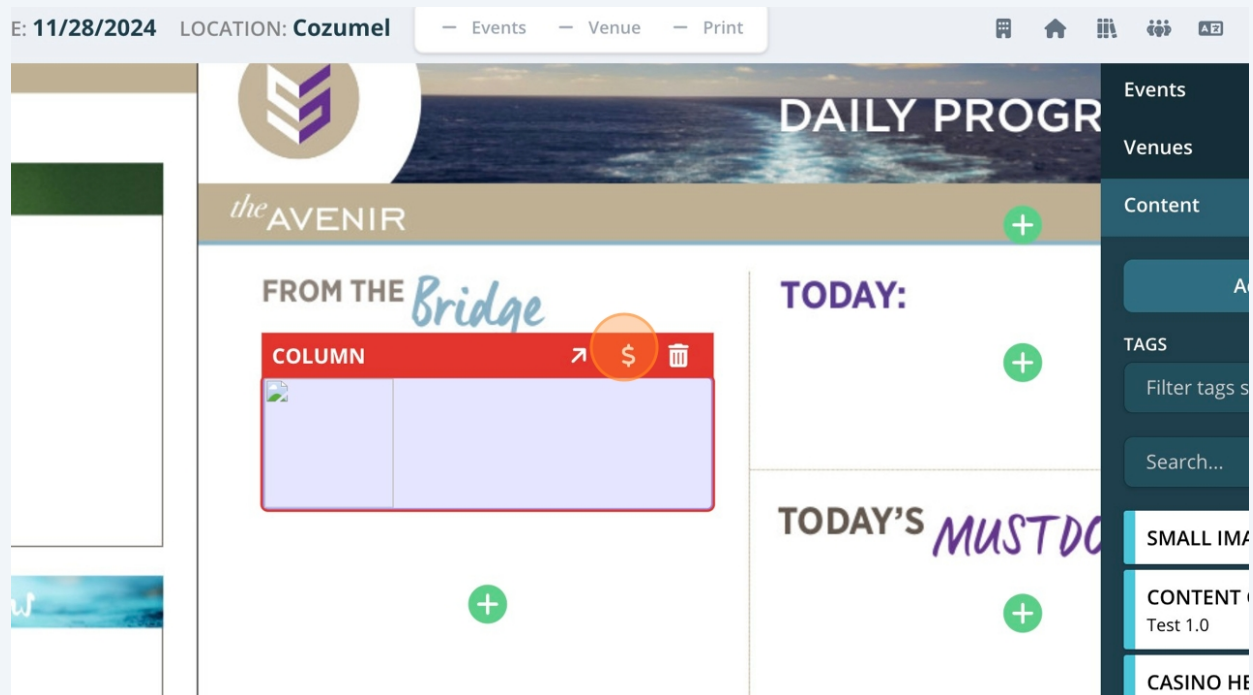 E: 11/28/2024 LOCATION: Cozumel
Events Venue Print
DAILY PROGR
the AVENIR
FROM THE Bridge
COLUMN
$
TODAY:
TODAY'S MUSTDO
Events
Venues
Content
TAGS
Filter tags s
Search...
SMALL IMA
CONTENT
Test 1.0
CASINO HE